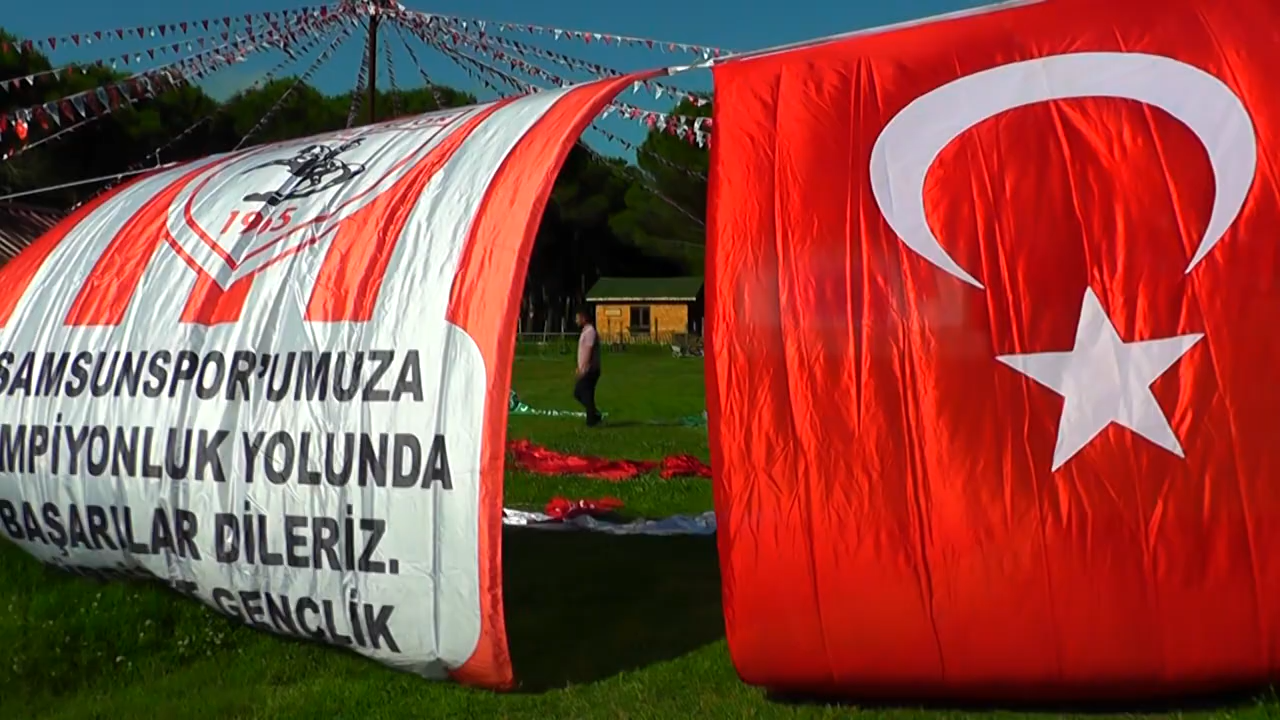 1965
SAMSUNSPOR'UMUZA
MPİYONLUK YOLUNDA
BAŞARILAR DİLERİZ.
GENÇLİK